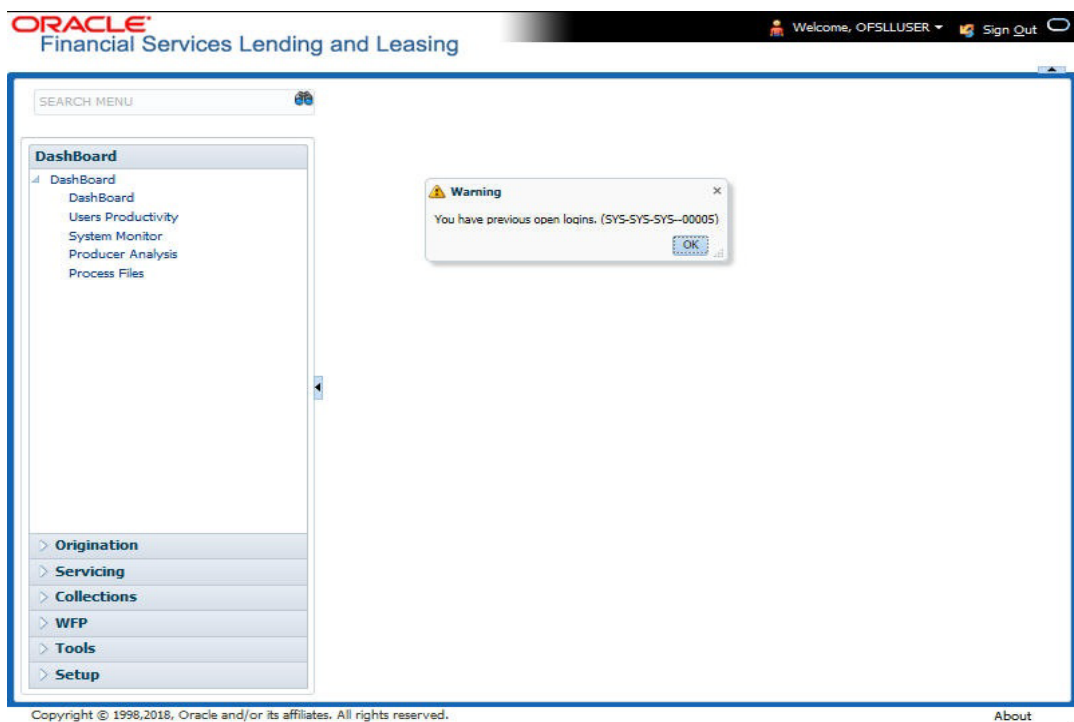 ORACLE
Financial Services Lending and Leasing
Welcome, OFSLLUSER
Sign Out
SEARCH MENU
DashBoard
DashBoard
DashBoard
Users Productivity
System Monitor
Producer Analysis
Process Files
Warning
You have previous open logins. (SYS-SYS-SYS--00005)
OK
Origination
Servicing
Collections
WFP
Tools
Setup
Copyright © 1998,2018, Oracle and/or its affiliates. All rights reserved.
About